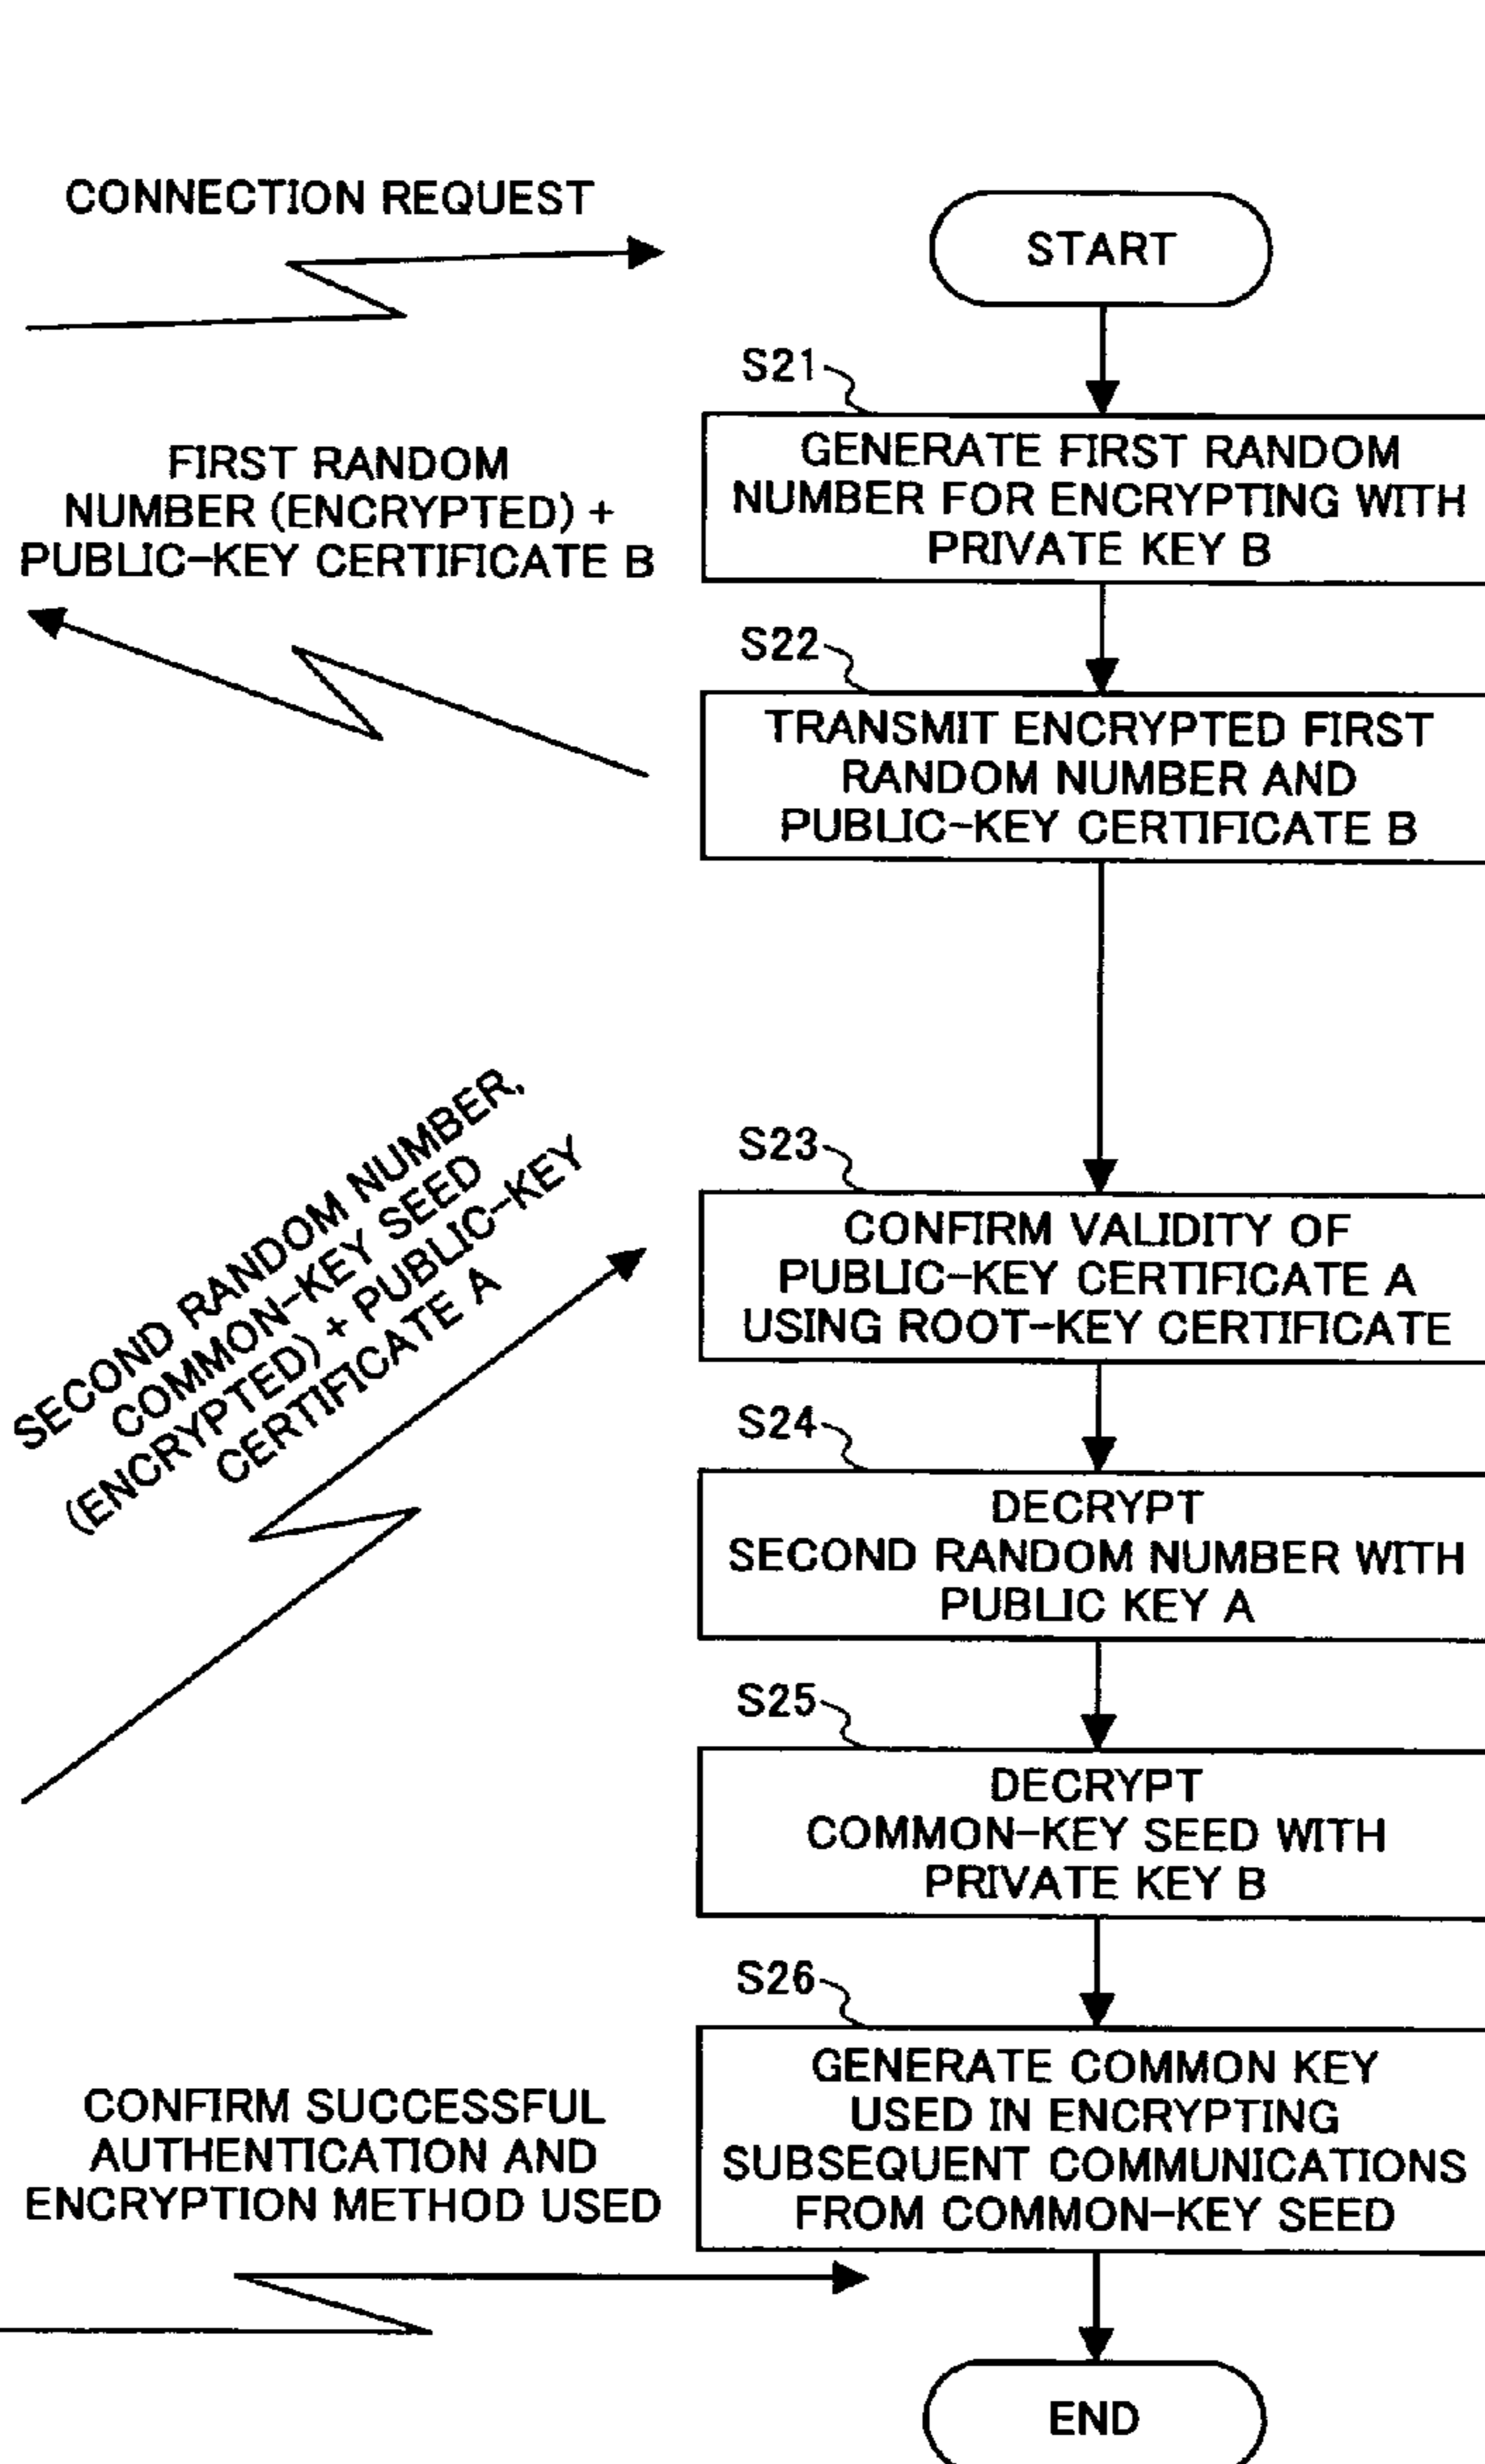 CONNECTION REQUEST
START
S21
GENERATE FIRST RANDOM
NUMBER FOR ENCRYPTING WITH
PRIVATE KEY B
FIRST RANDOM
NUMBER (ENCRYPTED) +
PUBLIC-KEY CERTIFICATE B
S22
TRANSMIT ENCRYPTED FIRST
RANDOM NUMBER AND
PUBLIC-KEY CERTIFICATE B
SECOND RANDOM NUMBER,
COMMON-KEY SEED
(ENCRYPTED) + PUBLIC-KEY
CERTIFICATE A
S23
CONFIRM VALIDITY OF
PUBLIC-KEY CERTIFICATE A
USING ROOT-KEY CERTIFICATE
S24
DECRYPT
SECOND RANDOM NUMBER WITH
PUBLIC KEY A
S25
DECRYPT
COMMON-KEY SEED WITH
PRIVATE KEY B
S26
GENERATE COMMON KEY
USED IN ENCRYPTING
SUBSEQUENT COMMUNICATIONS
FROM COMMON-KEY SEED
CONFIRM SUCCESSFUL
AUTHENTICATION AND
ENCRYPTION METHOD USED
END